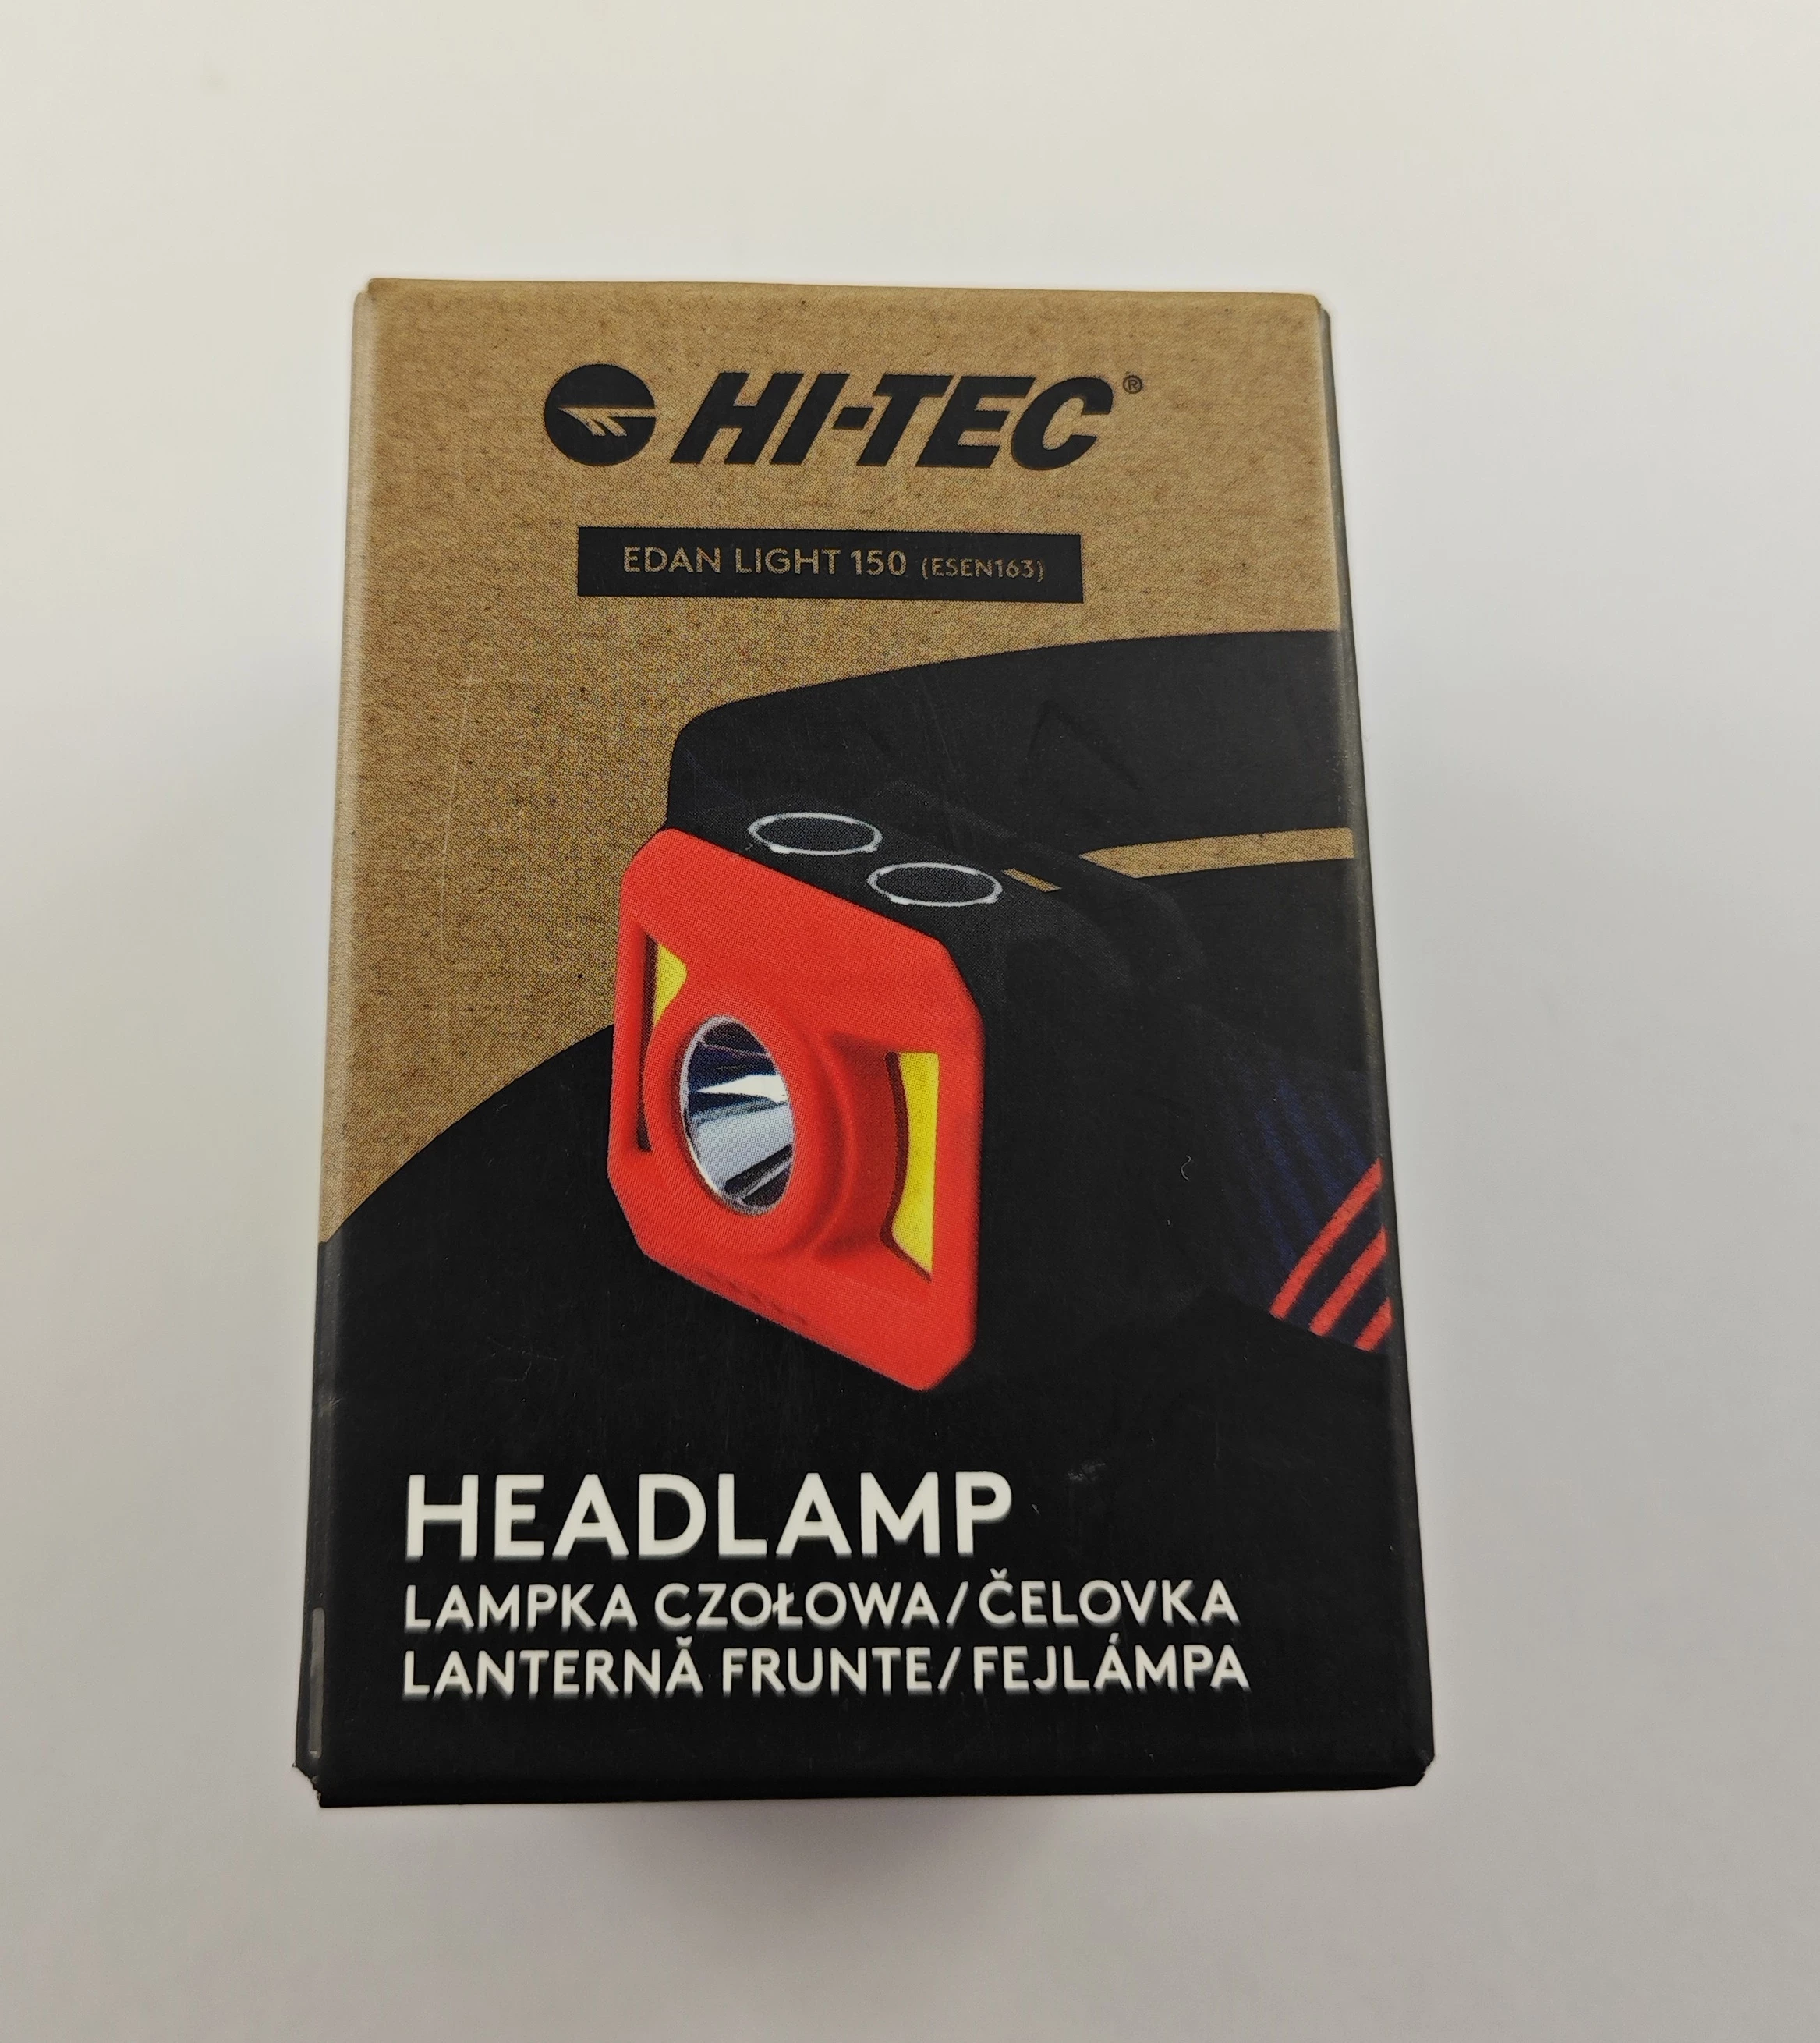 HI-TEC®
EDAN LIGHT 150 (ESEN163)
HEADLAMP
LAMPKA CZOŁOWA/ČELOVKA
LANTERNĂ FRUNTE/FEJLÁMPA